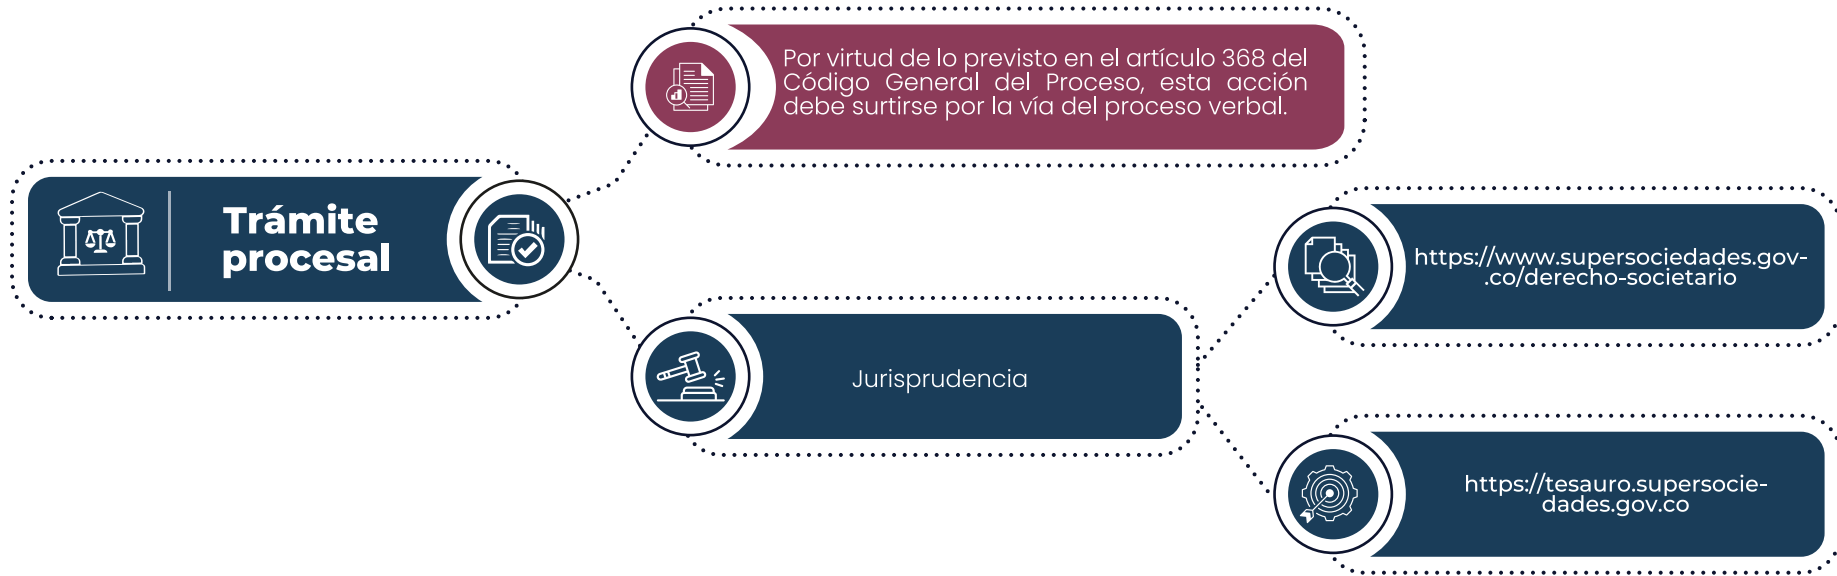 Trámite
procesal
Por virtud de lo previsto en el artículo 368 del
Código General del Proceso, esta acción
debe surtirse por la vía del proceso verbal.
Jurisprudencia
https://www.supersociedades.gov-
.co/derecho-societario
https://tesauro.supersocie-
dades.gov.co